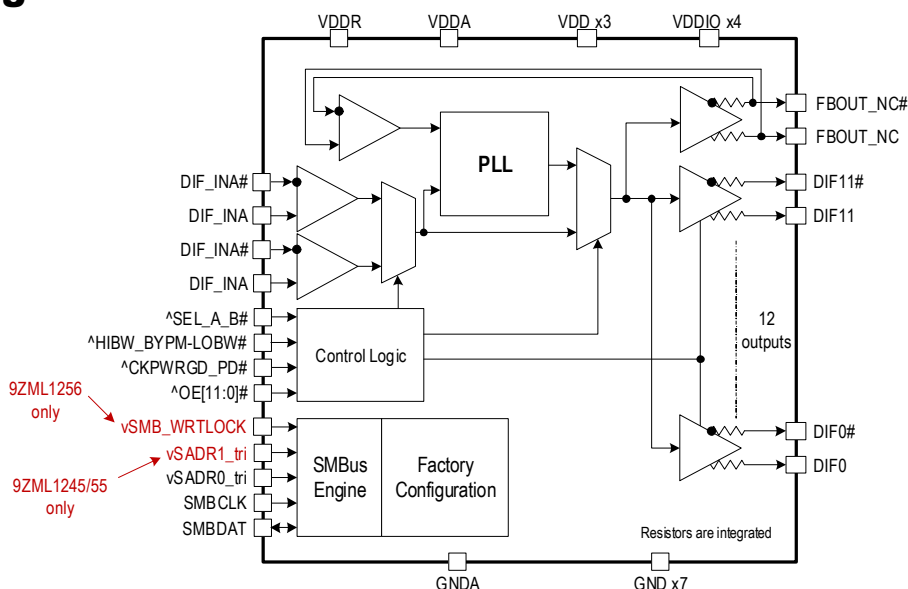 VDDR
VDDA
VDD x3
VDDIO x4
FBOUT_NC#
FBOUT_NC
PLL
DIF_INA#
DIF_INA
DIF_INA#
DIF_INA
DIF11#
DIF11
^SEL_A_B#
^HIBW_BYPM-LOBW#
^CKPWRGD_PD#
^OE[11:0]#
Control Logic
12
outputs
9ZML1256
only
vSMB_WRTLOCK
vSADR1_tri
vSADR0_tri
SMBCLK
SMBDAT
9ZML1245/55
only
SMBus
Engine
Factory
Configuration
DIF0#
DIF0
Resistors are integrated
GNDA
GND x7